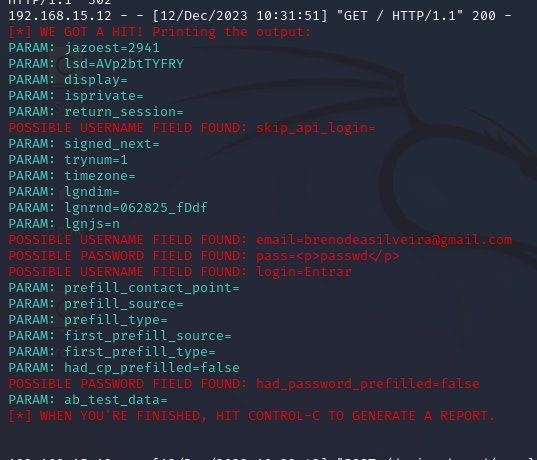 192.168.15.12 - - [12/Dec/2023 10:31:51] "GET / HTTP/1.1" 200 -
[*] WE GOT A HIT! Printing the output:
PARAM: jazoest=2941
PARAM: lsd=AVp2btTYFRY
PARAM: display=
PARAM: isprivate=
PARAM: return_session=
POSSIBLE USERNAME FIELD FOUND: skip_api_login=
PARAM: signed_next=
PARAM: trynum=1
PARAM: timezone=
PARAM: lgndim=
PARAM: lgnrnd=062825_fDdf
PARAM: lgnjs=n
POSSIBLE USERNAME FIELD FOUND: email=brenodeasilveira@gmail.com
POSSIBLE PASSWORD FIELD FOUND: pass=<p>passwd</p>
POSSIBLE USERNAME FIELD FOUND: login=Entrar
PARAM: prefill_contact_point=
PARAM: prefill_source=
PARAM: prefill_type=
PARAM: first_prefill_source=
PARAM: first_prefill_type=
PARAM: had_cp_prefilled=false
POSSIBLE PASSWORD FIELD FOUND: had_password_prefilled=false
PARAM: ab_test_data=
[*] WHEN YOU'RE FINISHED, HIT CONTROL-C TO GENERATE A REPORT.